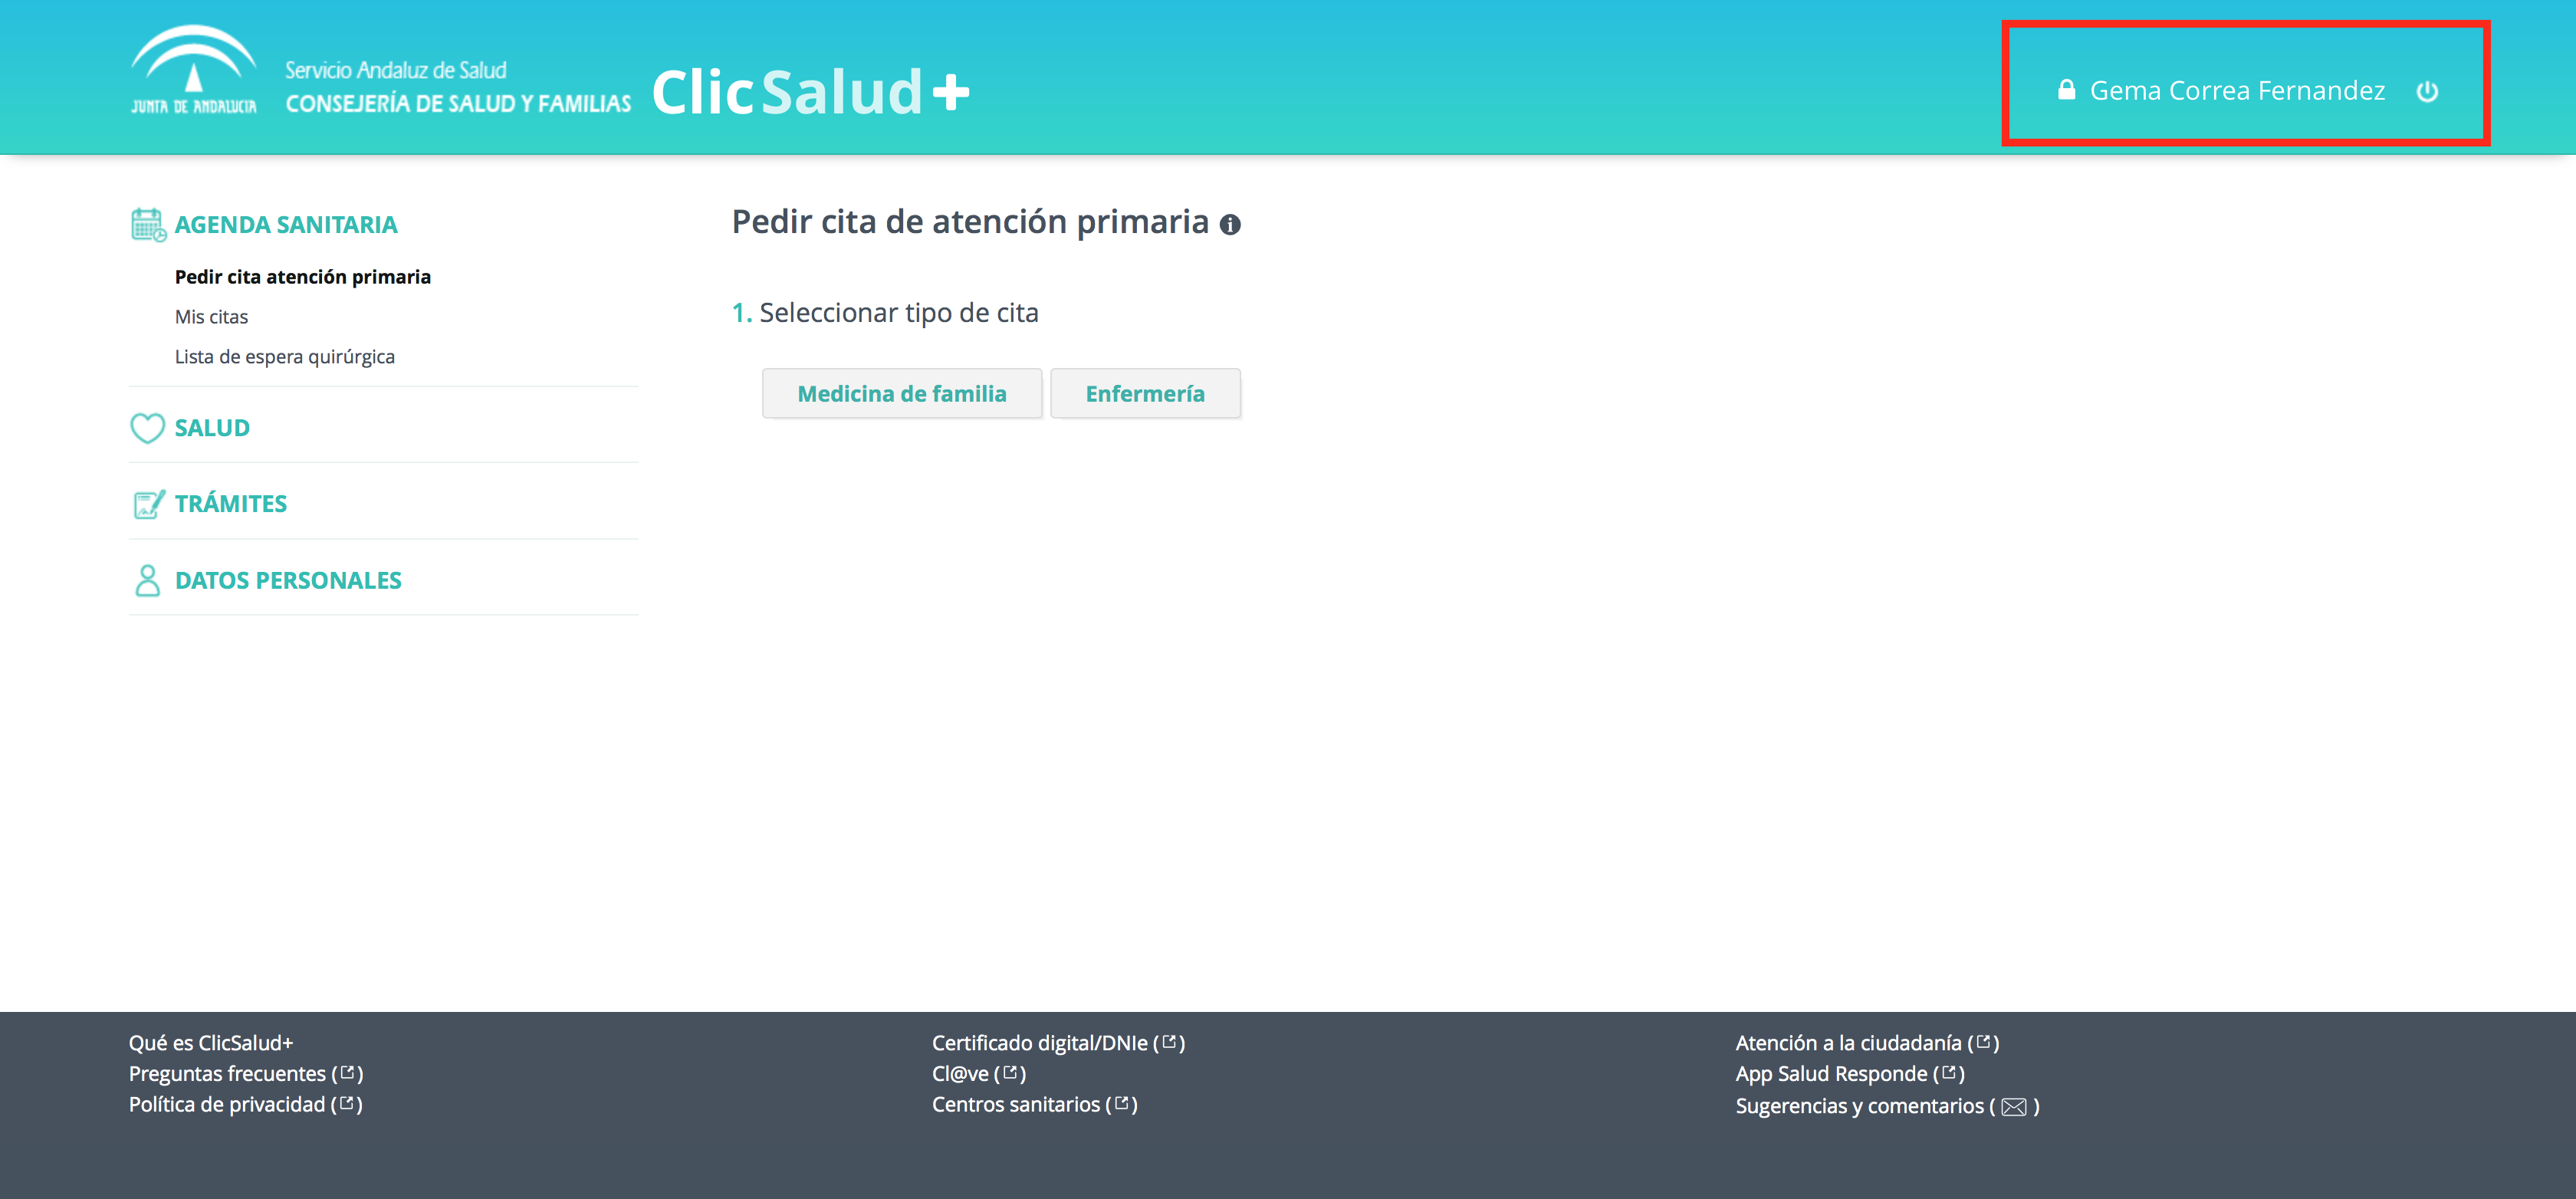 JUNTA DE ANDALUCIA
Servicio Andaluz de Salud
CONSEJERÍA DE SALUD Y FAMILIAS
ClicSalud+
Gema Correa Fernandez
AGENDA SANITARIA
Pedir cita atención primaria
Mis citas
Lista de espera quirúrgica
SALUD
TRÁMITES
DATOS PERSONALES
Pedir cita de atención primaria
1. Seleccionar tipo de cita
Medicina de familia
Enfermería
Qué es ClicSalud+
Preguntas frecuentes ( )
Política de privacidad ( )
Certificado digital/DNIe ( )
Cl@ve ( )
Centros sanitarios ( )
Atención a la ciudadanía ( )
App Salud Responde ( )
Sugerencias y comentarios ( )